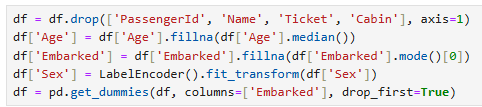 df = df.drop(['PassengerId', 'Name', 'Ticket', 'Cabin'], axis=1)
df['Age'] = df['Age'].fillna(df['Age'].median())
df['Embarked'] = df['Embarked'].fillna(df['Embarked'].mode()[0])
df['Sex'] = LabelEncoder().fit_transform(df['Sex'])
df = pd.get_dummies(df, columns=['Embarked'], drop_first=True)